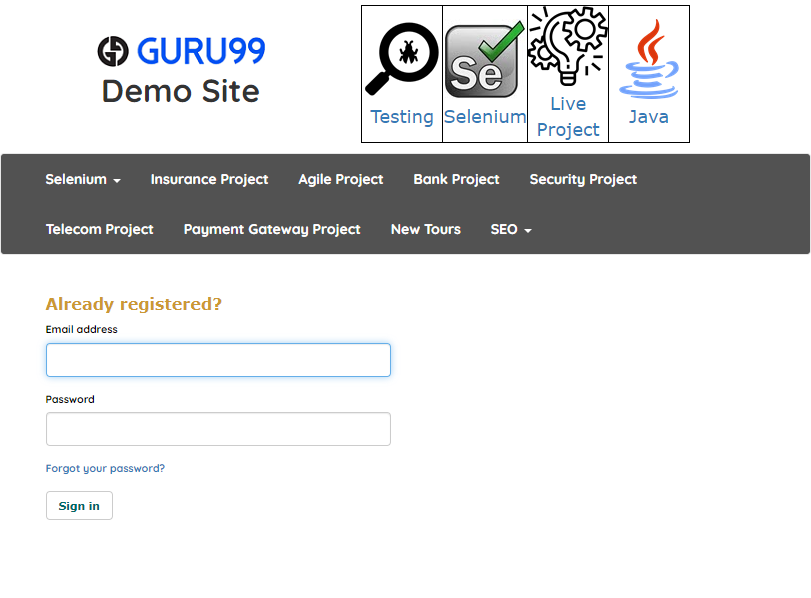 GURU99
Demo Site
Testing
Se
Selenium
Live
Project
Java
Selenium Insurance Project Agile Project Bank Project Security Project
Telecom Project Payment Gateway Project New Tours SEO
Already registered?
Email address
Password
Forgot your password?
Sign in